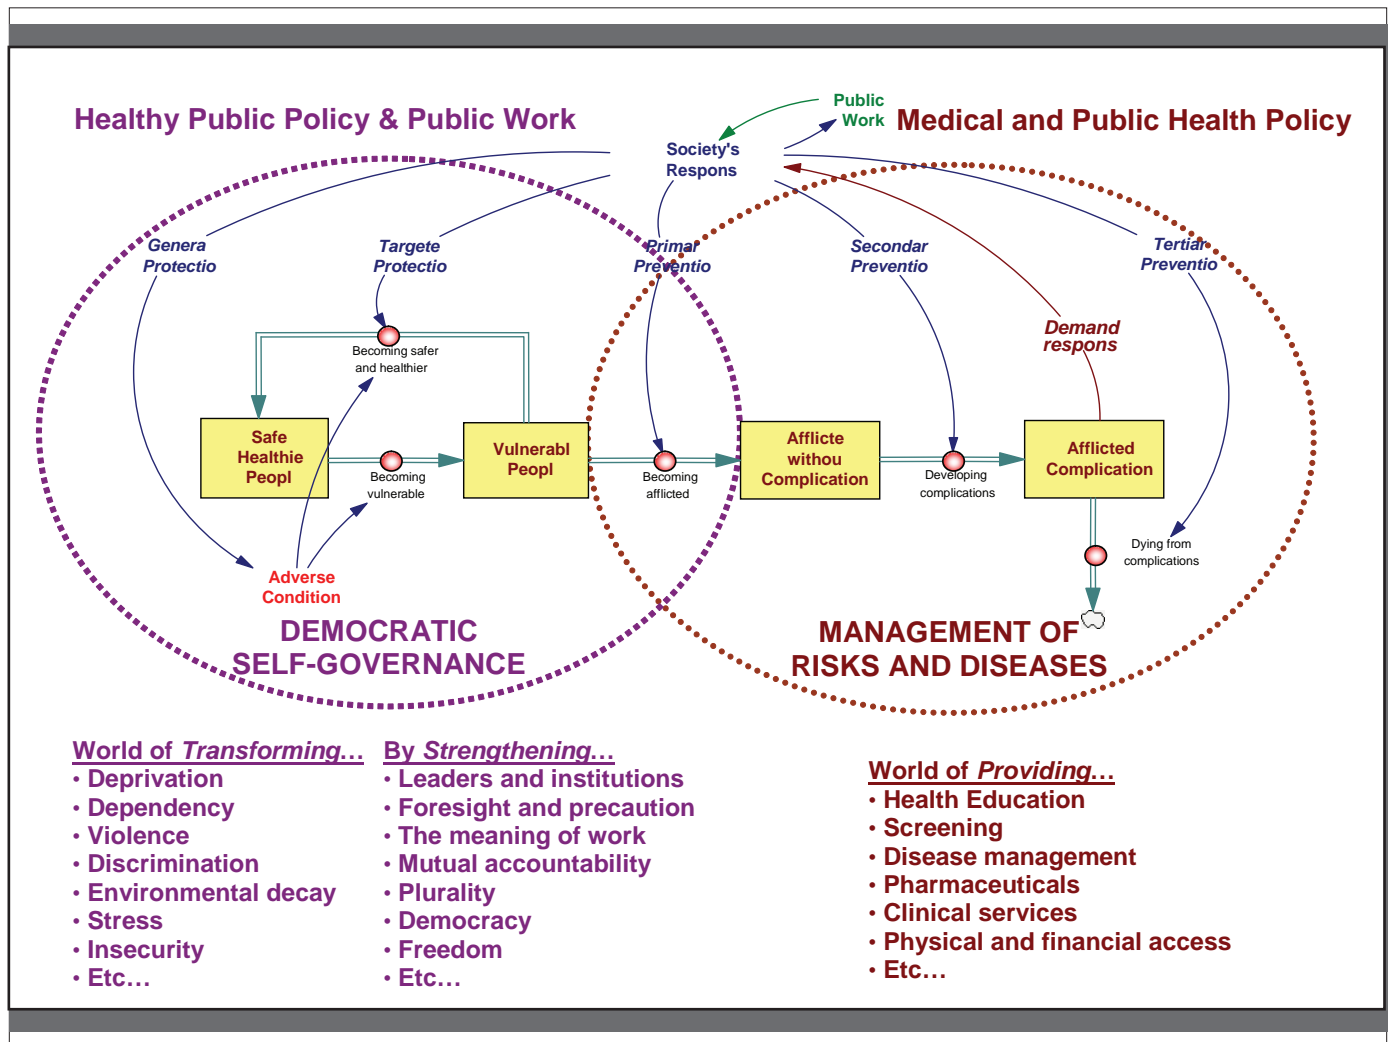 Healthy Public Policy & Public Work
Public
Work
Medical and Public Health Policy
Society's
Respons
Genera
Protectio
Targete
Protectio
Primar
Preventio
Secondar
Preventio
Tertiar
Preventio
Demand
respons
Becoming safer
and healthier
Safe
Healthie
Peopl
Becoming
vulnerable
Vulnerabl
Peopl
Becoming
afflicted
Afflicte
withou
Complication
Developing
complications
Afflicted
Complication
Dying from
complications
Adverse
Condition
DEMOCRATIC
SELF-GOVERNANCE
MANAGEMENT OF
RISKS AND DISEASES
World of Transforming…
• Deprivation
• Dependency
• Violence
• Discrimination
• Environmental decay
• Stress
• Insecurity
• Etc…
By Strengthening…
• Leaders and institutions
• Foresight and precaution
• The meaning of work
• Mutual accountability
• Plurality
• Democracy
• Freedom
• Etc…
World of Providing…
• Health Education
• Screening
• Disease management
• Pharmaceuticals
• Clinical services
• Physical and financial access
• Etc…